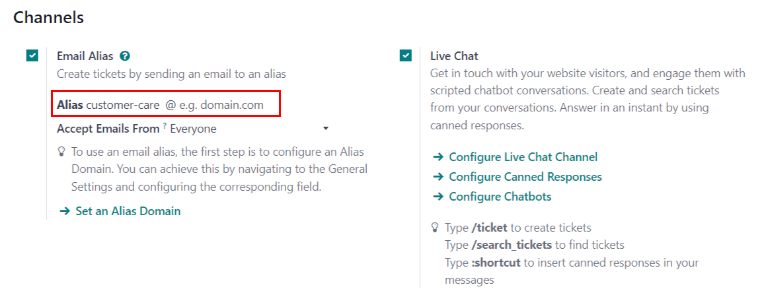 Channels
Email Alias ?
Create tickets by sending an email to an alias
Alias customer-care @ e.g. domain.com
Accept Emails From ? Everyone
To use an email alias, the first step is to configure an Alias
Domain. You can achieve this by navigating to the General
Settings and configuring the corresponding field.
→ Set an Alias Domain
Live Chat
Get in touch with your website visitors, and engage them with
scripted chatbot conversations. Create and search tickets
from your conversations. Answer in an instant by using
canned responses.
→ Configure Live Chat Channel
→ Configure Canned Responses
→ Configure Chatbots
Type /ticket to create tickets
Type /search_tickets to find tickets
Type :shortcut to insert canned responses in your
messages